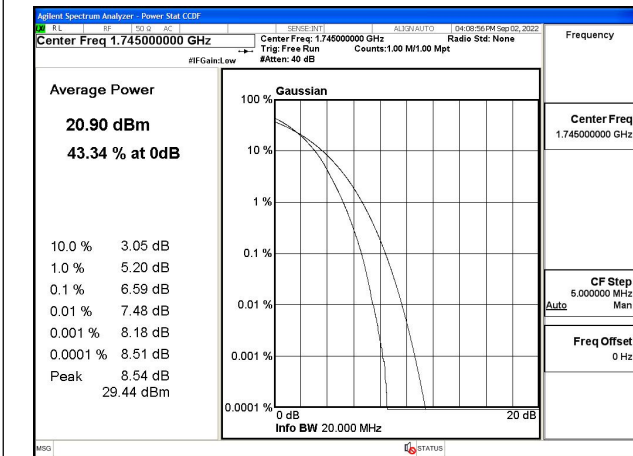 Agilent Spectrum Analyzer - Power Stat CCDF
RL RF 50 Ω AC SENSE:INT ALIGN AUTO 04:08:56 PM Sep 02, 2022
Center Freq 1.745000000 GHz
Center Freq: 1.745000000 GHz Radio Std: None
Trig: Free Run Counts:1.00 M/1.00 Mpt
#IFGain:Low #Atten: 40 dB
Frequency
Average Power
20.90 dBm
43.34 % at 0dB
10.0 % 3.05 dB
1.0 % 5.20 dB
0.1 % 6.59 dB
0.01 % 7.48 dB
0.001 % 8.18 dB
0.0001 % 8.51 dB
Peak 8.54 dB
29.44 dBm
Gaussian
100 %
10 %
1 %
0.1 %
0.01 %
0.001 %
0.0001 %
0 dB 20 dB
Info BW 20.000 MHz
Center Freq
1.745000000 GHz
CF Step
5.000000 MHz
Auto Man
Freq Offset
0 Hz
MSG STATUS